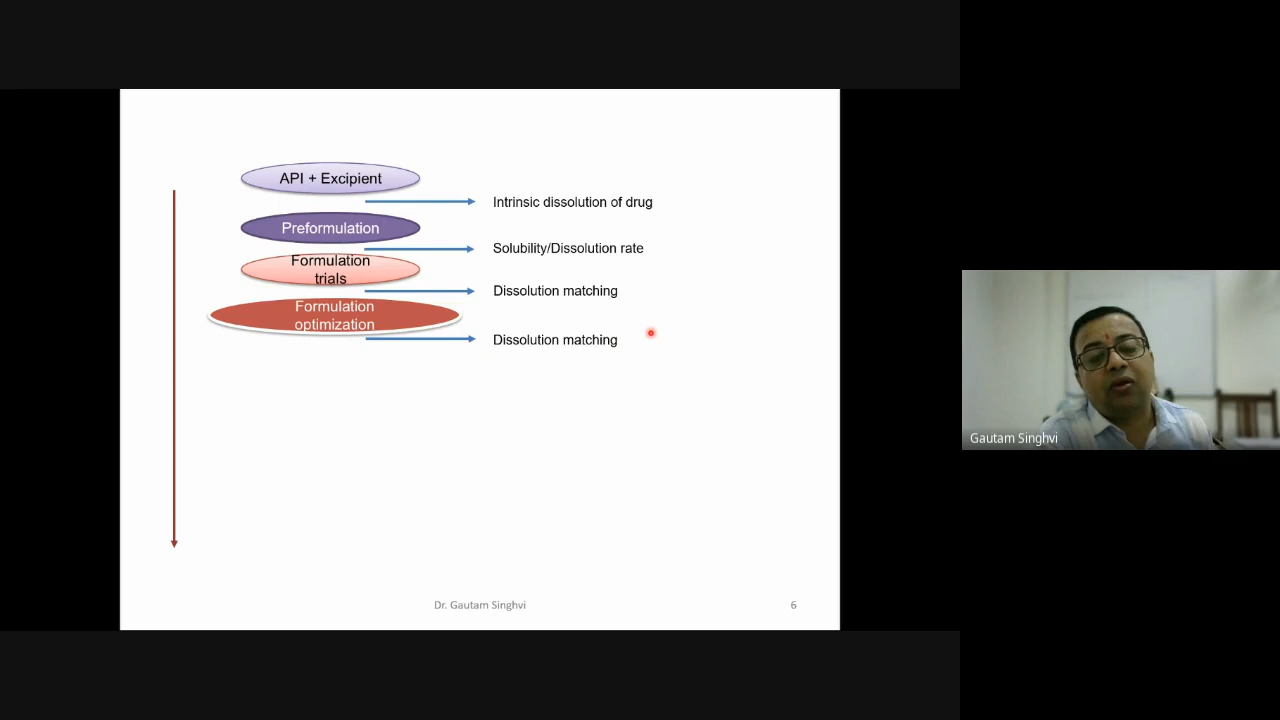 API + Excipient
Intrinsic dissolution of drug
Preformulation
Solubility/Dissolution rate
Formulation
trials
Dissolution matching
Formulation
optimization
Dissolution matching
Gautam Singhvi
Dr. Gautam Singhvi
6